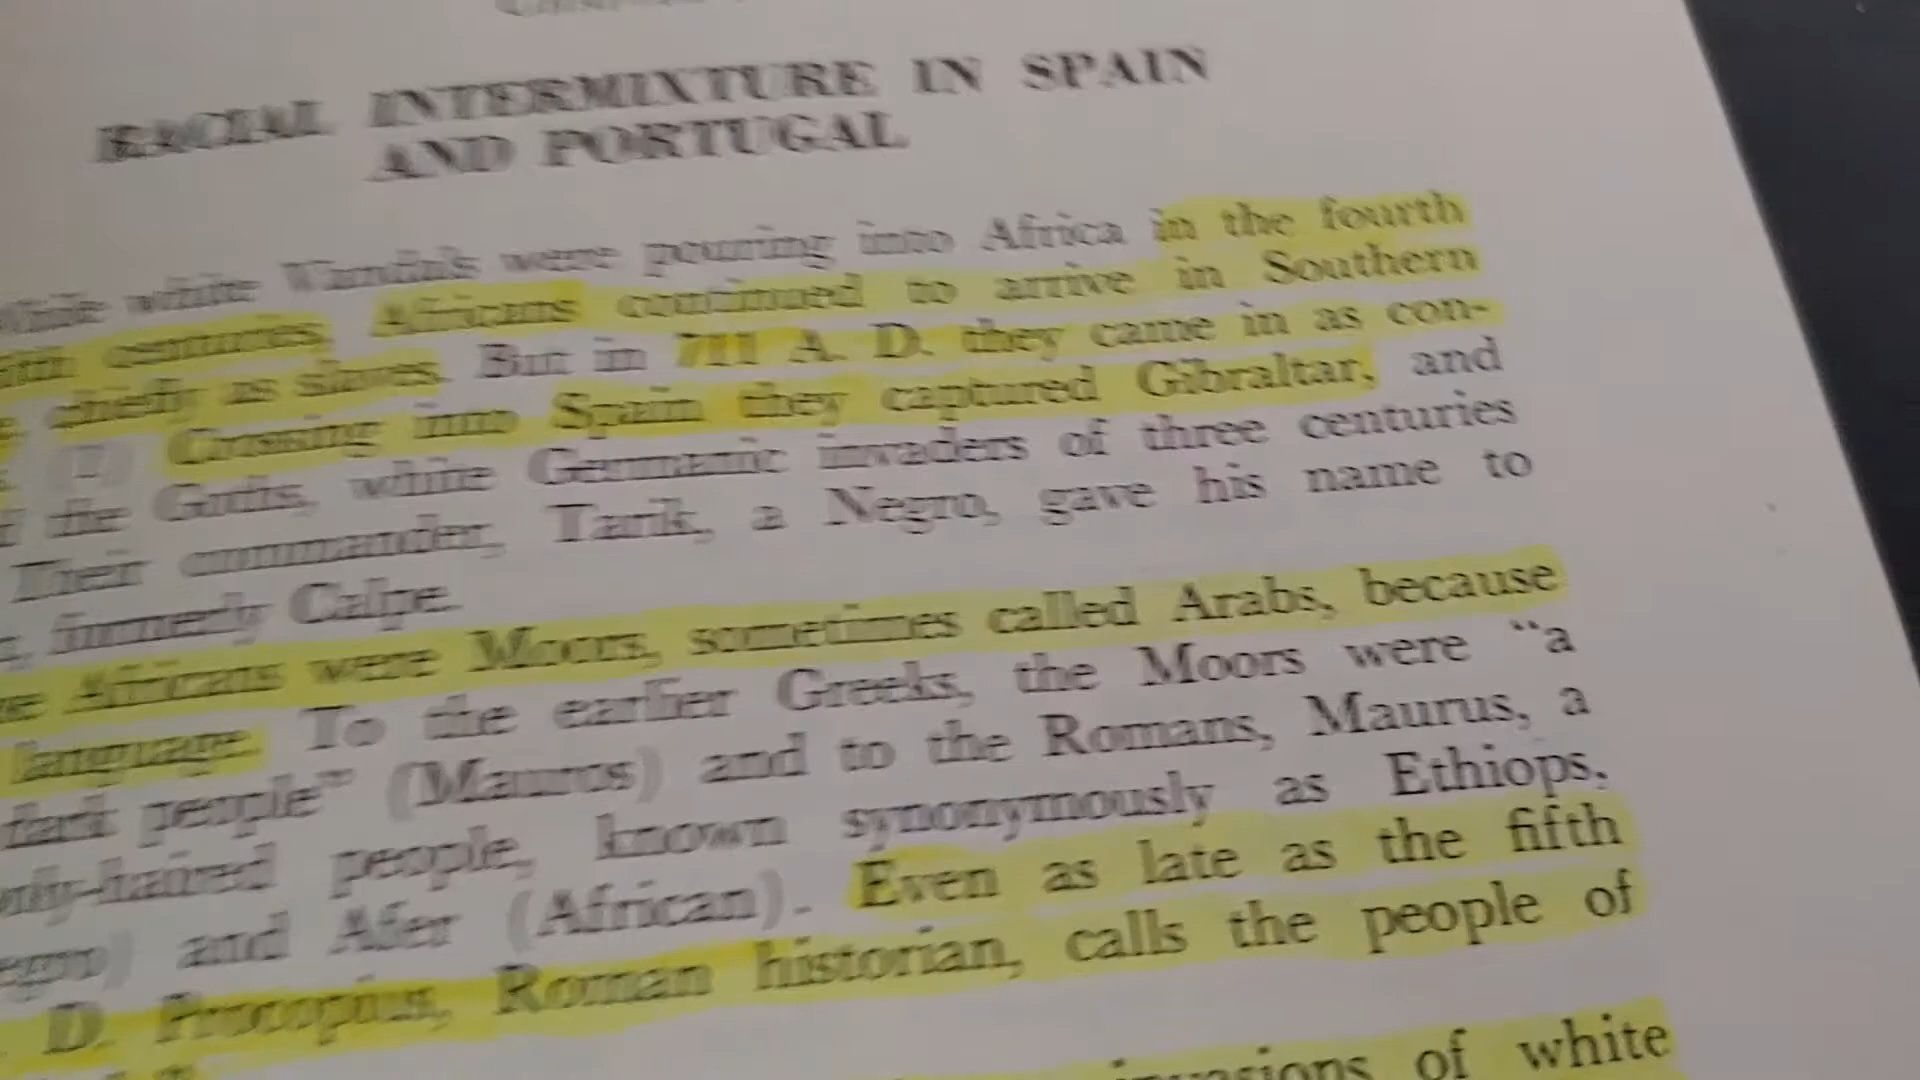 RACIAL INTERMIXTURE IN SPAIN
AND PORTUGAL
white Vandals were pouring into Africa in the fourth
centuries, Africans continued to arrive in Southern
chiefly as slaves. But in 711 A. D. they came in as con-
Crossing into Spain they captured Gibraltar, and
the Goths, white Germanic invaders of three centuries
Their commander, Tarik, a Negro, gave his name to
formerly Calpe.
Africans were Moors, sometimes called Arabs, because
language. To the earlier Greeks, the Moors were "a
dark people" (Mauros) and to the Romans, Maurus, a
people, known synonymously as Ethiops,
and Afer (African). Even as late as the fifth
D. Procopius, Roman historian, calls the people of
of white